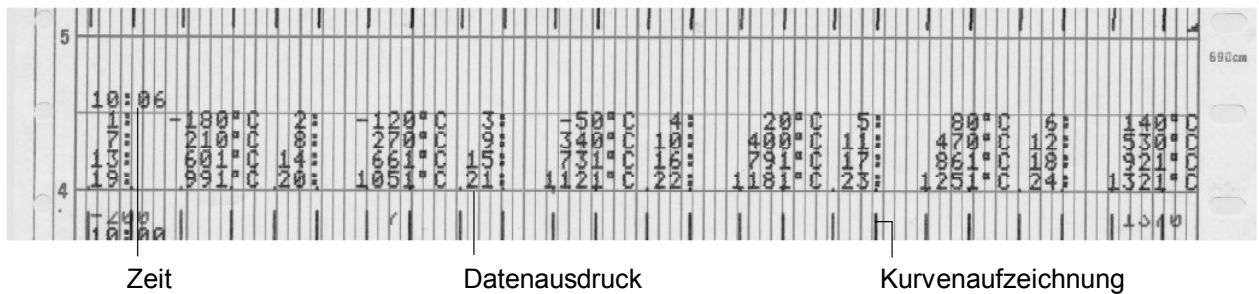 5
690cm
10:06
1: -180°C 2: -120°C 3: -50°C 4: 20°C 5: 80°C 6: 140°C
7: 210°C 8: 270°C 9: 340°C 10: 400°C 11: 470°C 12: 530°C
13: 601°C 14: 661°C 15: 731°C 16: 791°C 17: 861°C 18: 921°C
19: 991°C 20: 1051°C 21: 1121°C 22: 1181°C 23: 1251°C 24: 1321°C
4
-200
10:00
Zeit Datenausdruck Kurvenaufzeichnung